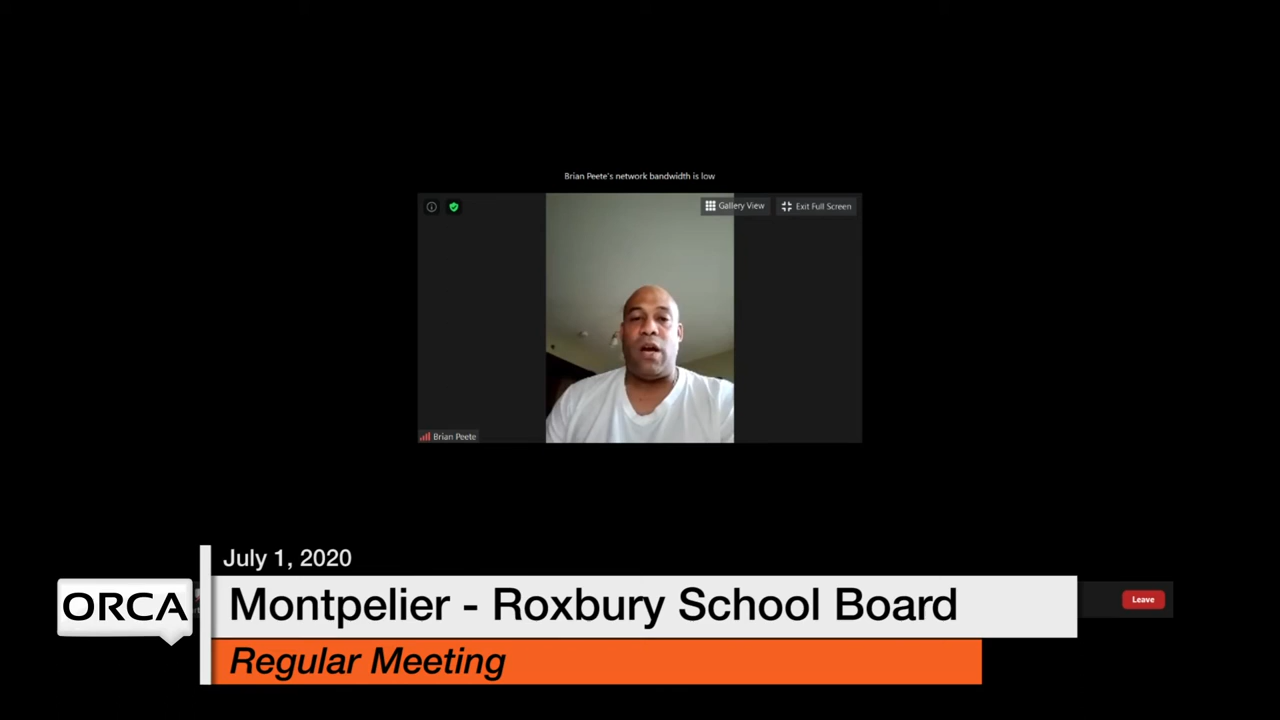 Brian Peete's network bandwidth is low
Gallery View
Exit Full Screen
Brian Peete
July 1, 2020
ORCA
Montpelier - Roxbury School Board
Leave
Regular Meeting